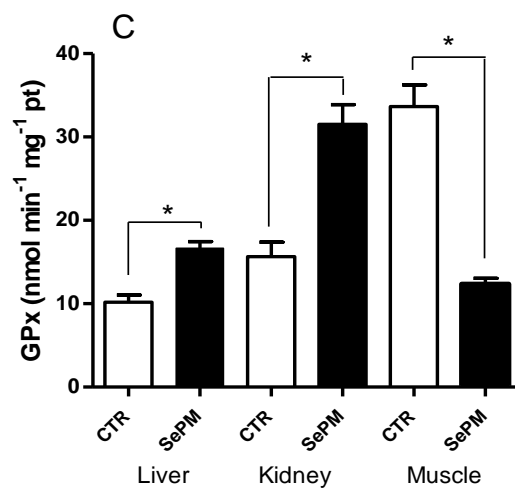 C
GPx (nmol min⁻¹ mg⁻¹ pt)
40
30
20
10
0
*
*
*
CTR
SePM
CTR
SePM
CTR
SePM
Liver
Kidney
Muscle